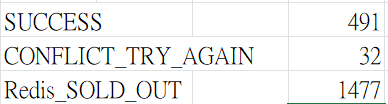 SUCCESS 491
CONFLICT_TRY_AGAIN 32
Redis_SOLD_OUT 1477